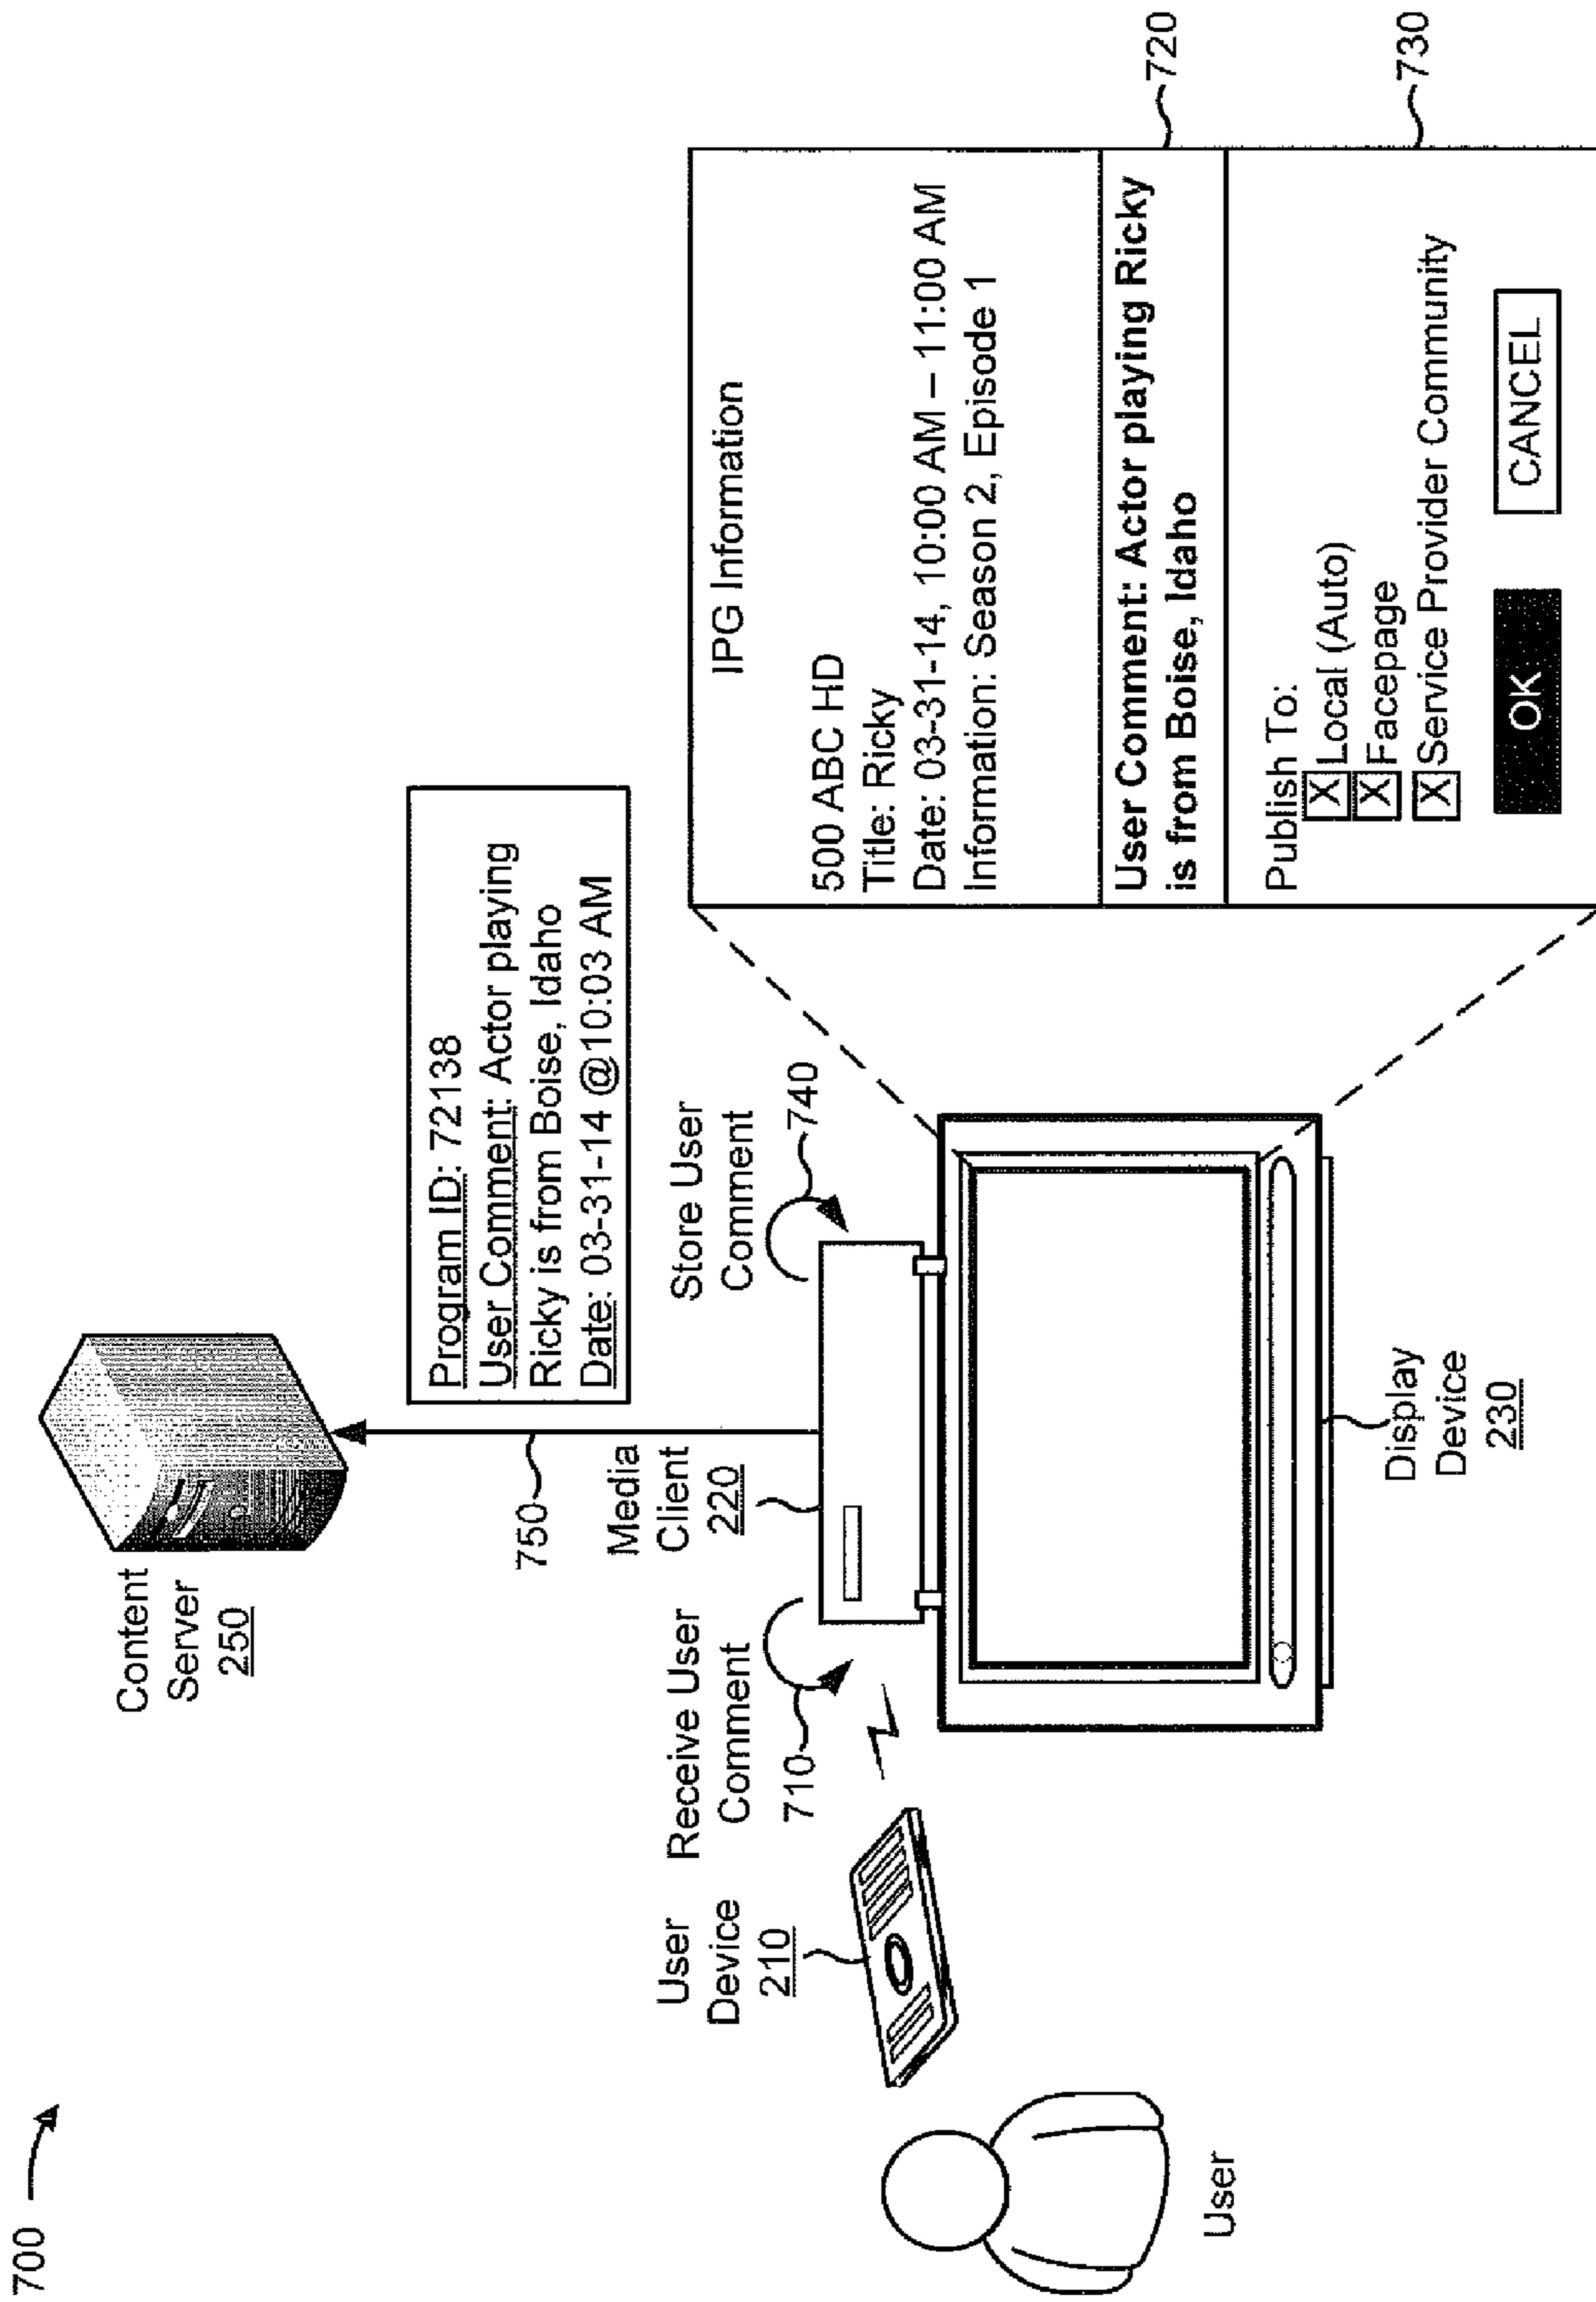 700
Content
Server
250
Program ID: 72138
User Comment: Actor playing
Ricky is from Boise, Idaho
Date: 03-31-14 @10:03 AM
750
Media
Client
220
User
Device
210
Receive User
Comment
710
Store User
Comment
740
User
Display
Device
230
IPG Information
500 ABC HD
Title: Ricky
Date: 03-31-14, 10:00 AM – 11:00 AM
Information: Season 2, Episode 1
User Comment: Actor playing Ricky
is from Boise, Idaho
720
Publish To:
X Local (Auto)
X Facepage
X Service Provider Community
OK
CANCEL
730